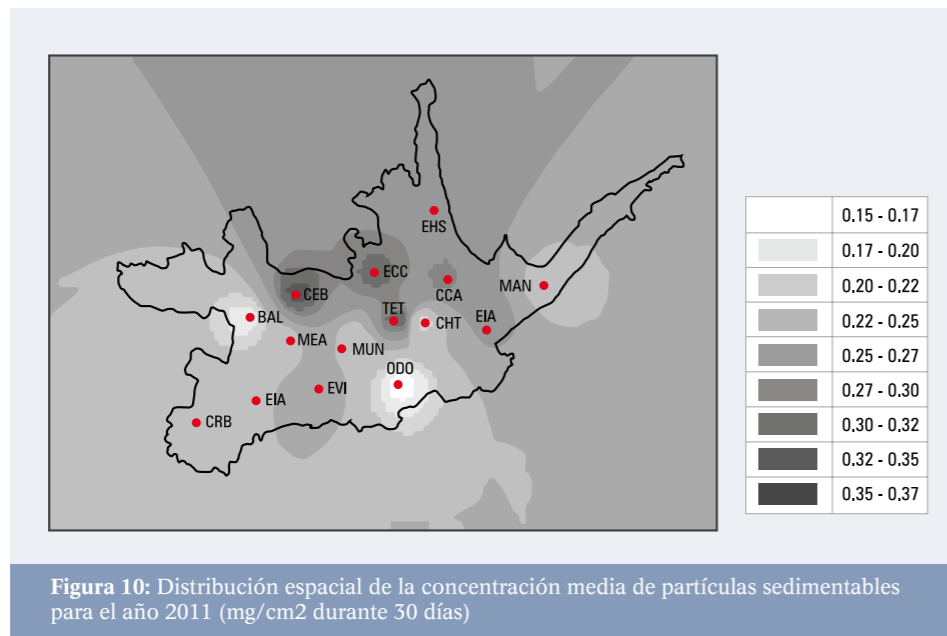 EHS
ECC
CCA
MAN
CEB
TET
CHT
EIA
BAL
MEA
MUN
ODO
EVI
EIA
CRB
0.15 - 0.17
0.17 - 0.20
0.20 - 0.22
0.22 - 0.25
0.25 - 0.27
0.27 - 0.30
0.30 - 0.32
0.32 - 0.35
0.35 - 0.37
Figura 10: Distribución espacial de la concentración media de partículas sedimentables
para el año 2011 (mg/cm2 durante 30 días)